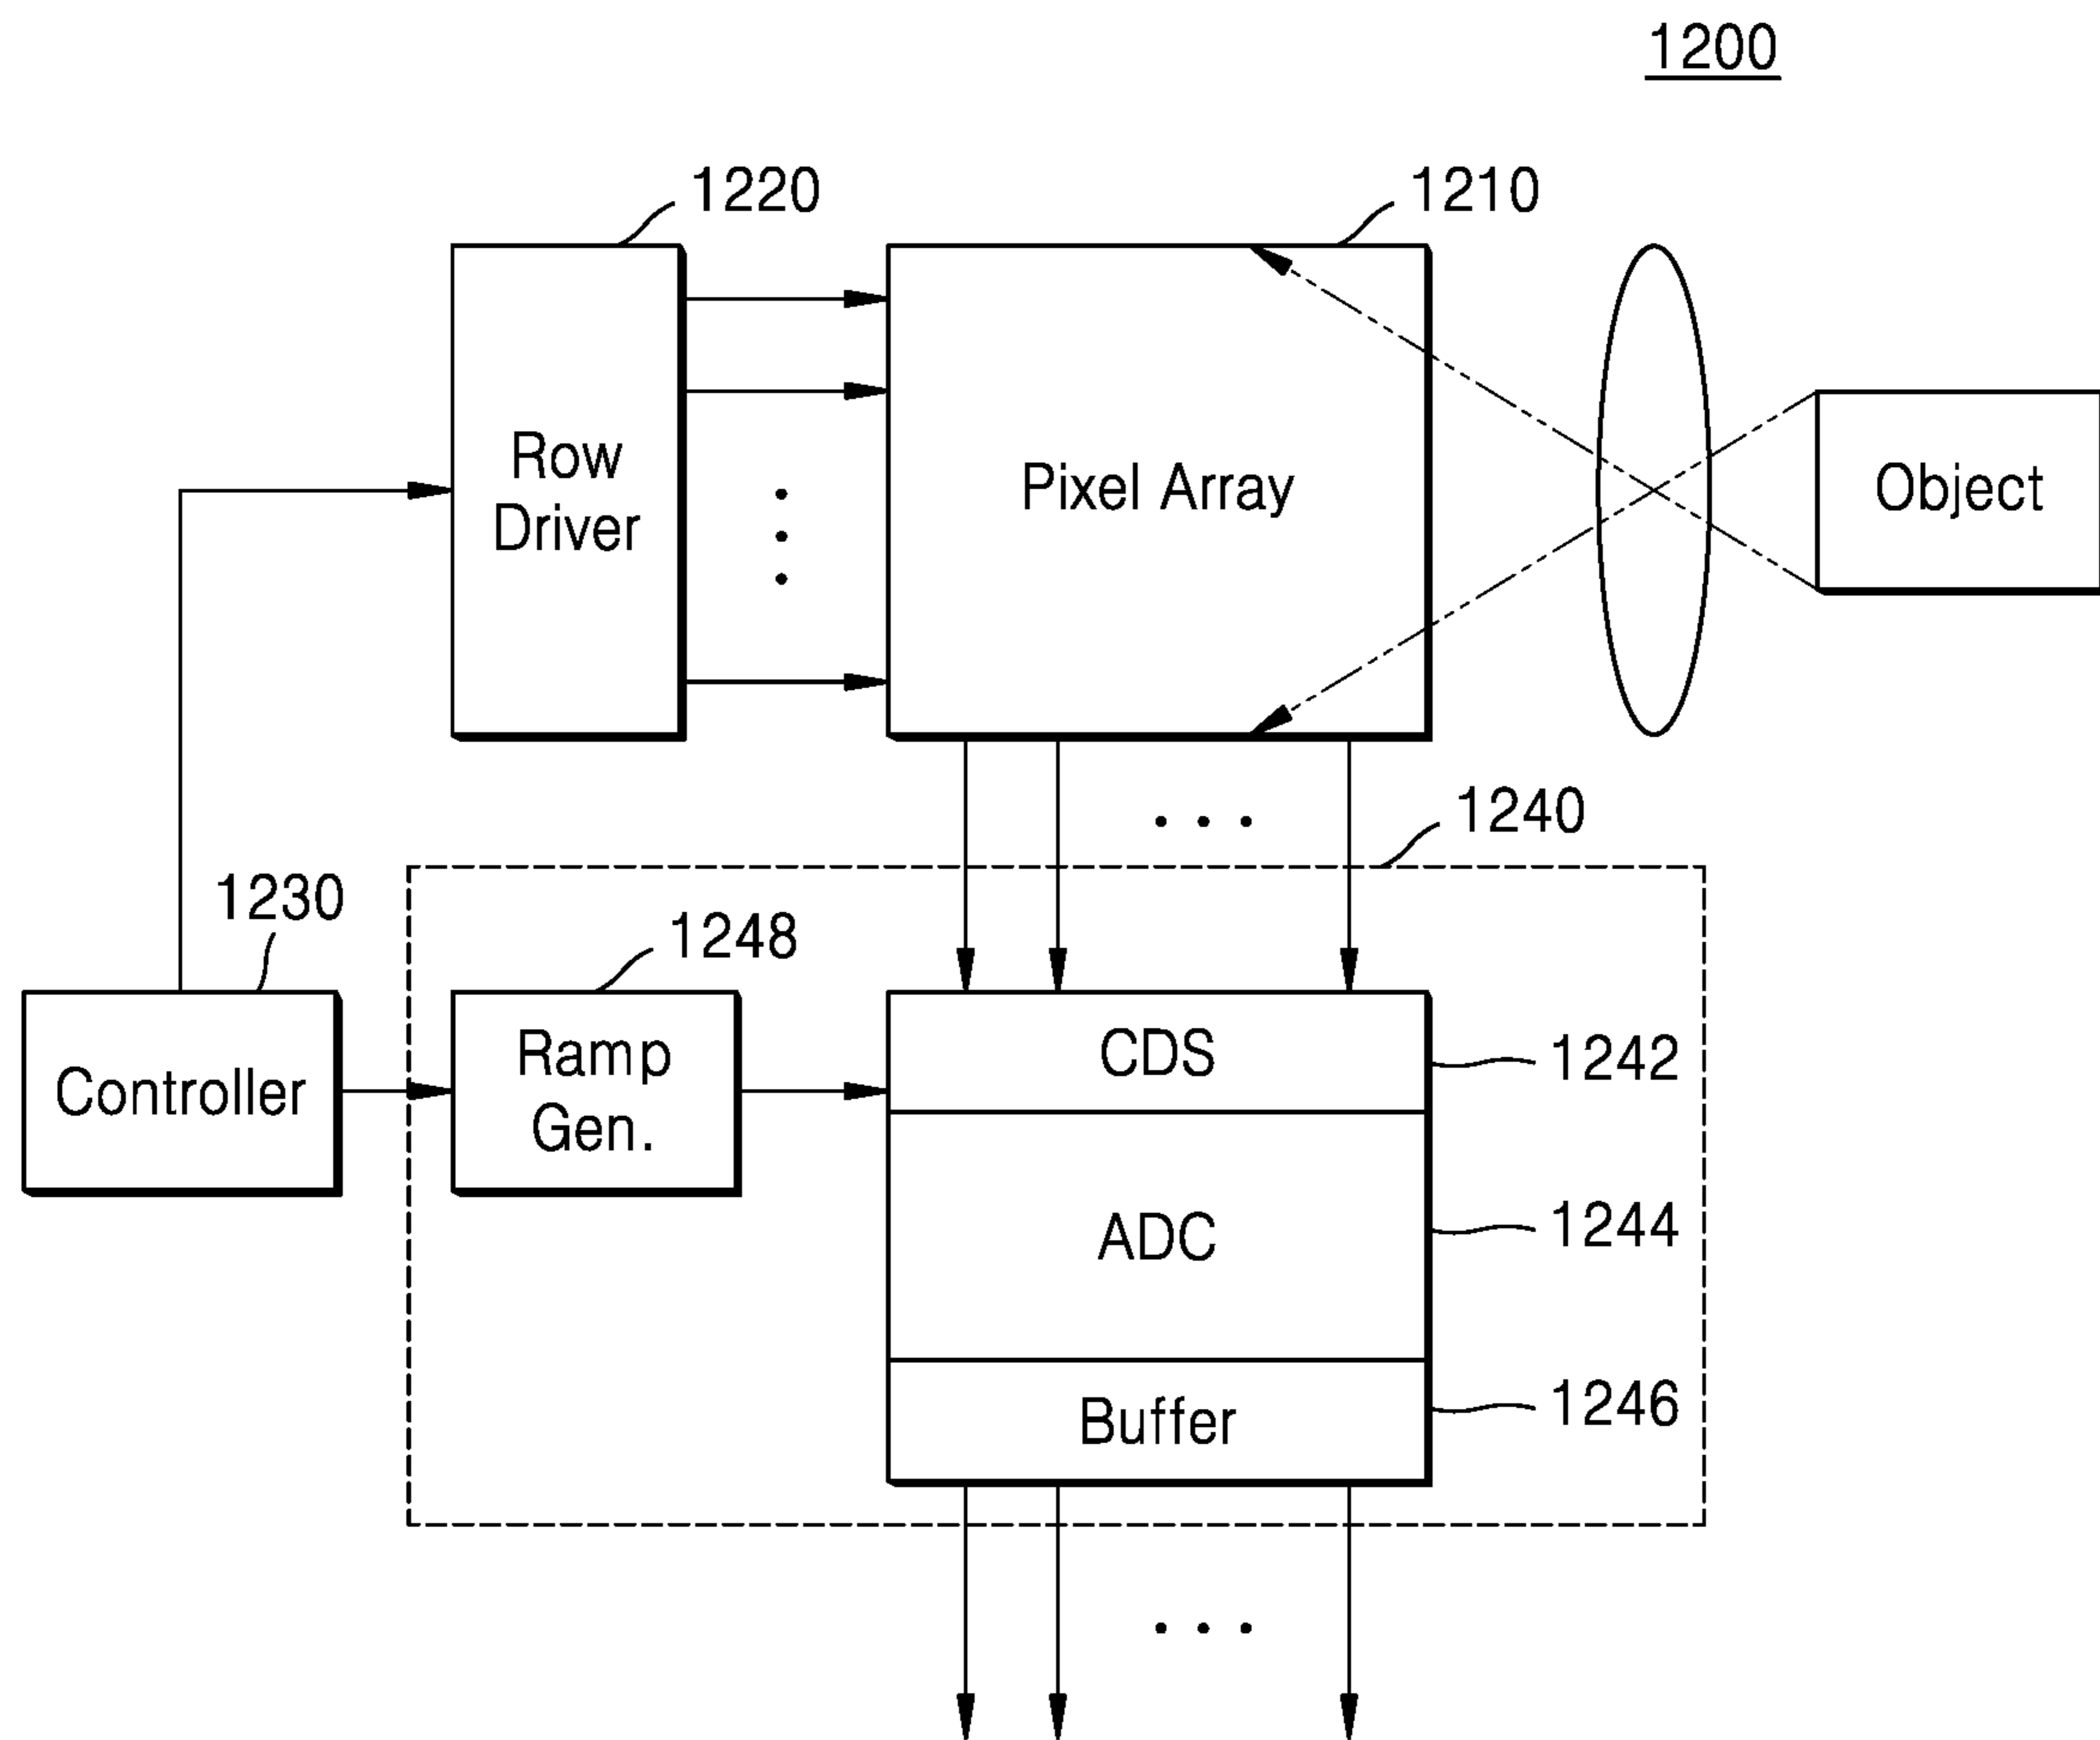 1200
1220
1210
Row
Driver
Pixel Array
Object
1240
1230
1248
Controller
Ramp
Gen.
CDS
1242
ADC
1244
Buffer
1246